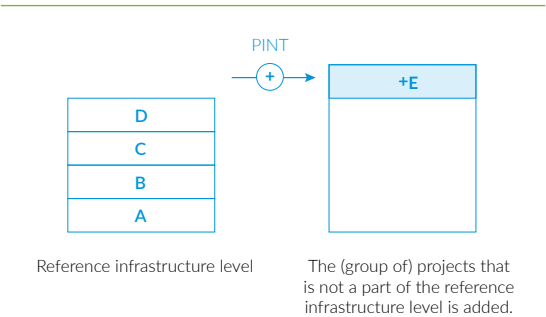 PINT
+
+E
D
C
B
A
Reference infrastructure level
The (group of) projects that
is not a part of the reference
infrastructure level is added.